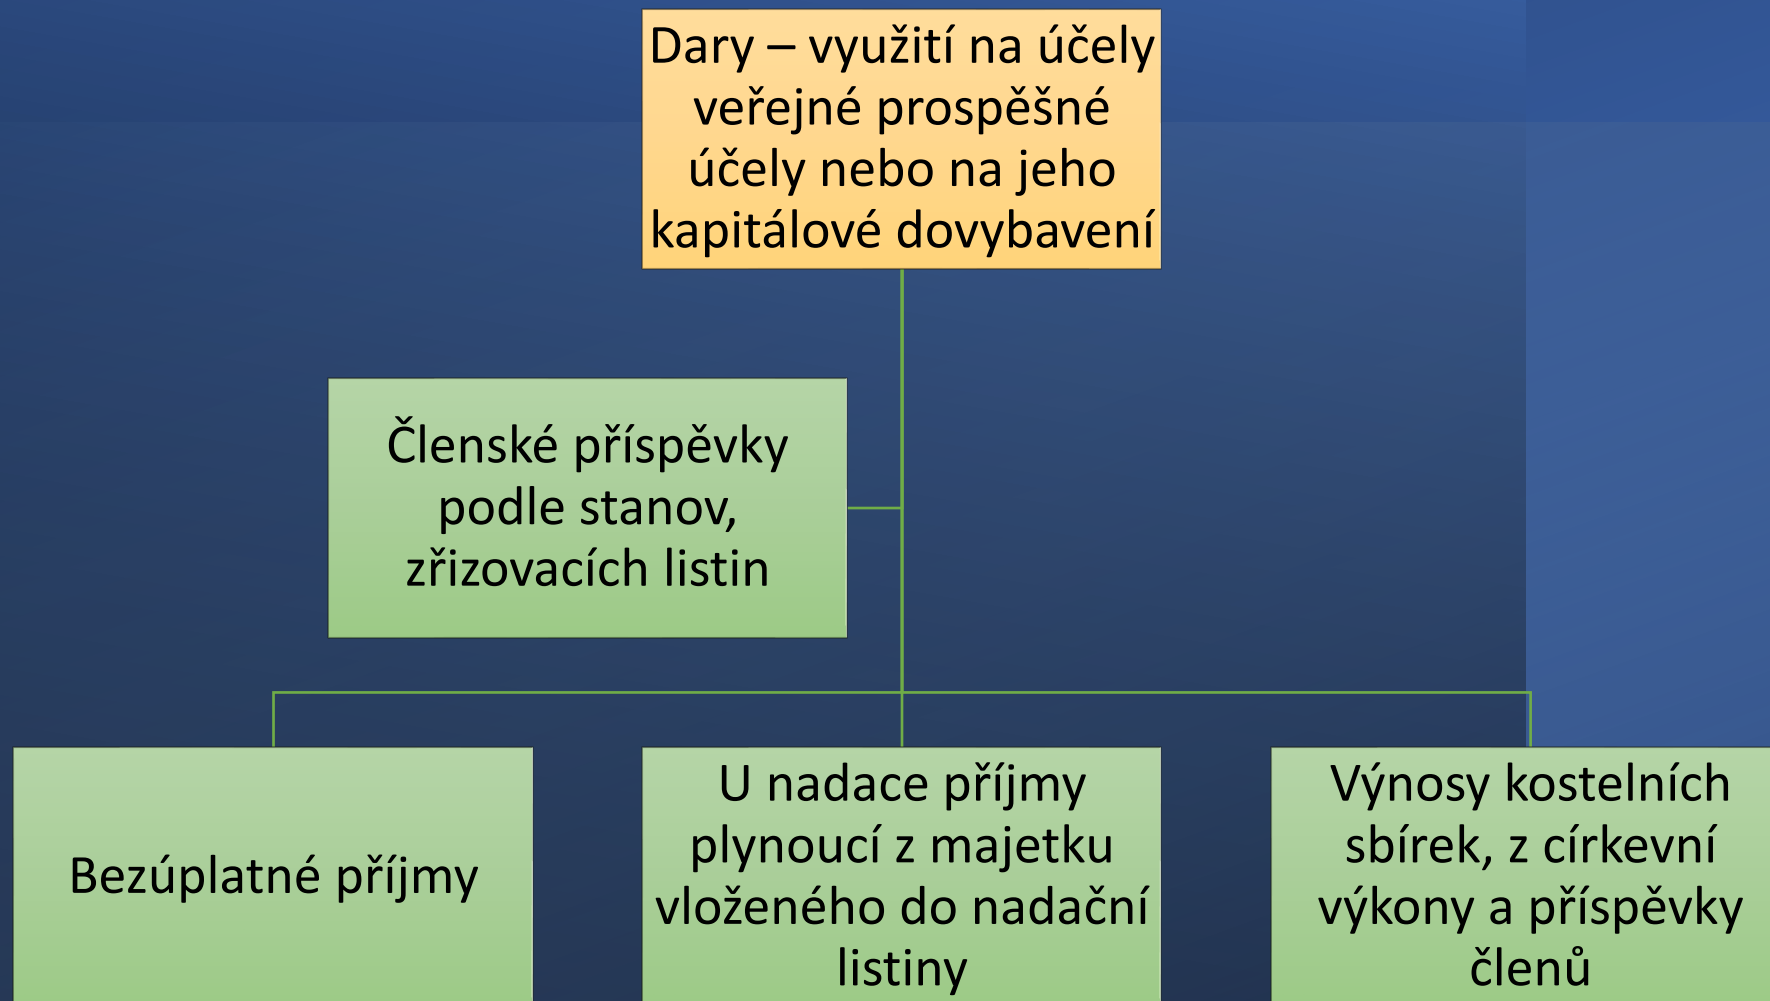 Dary – využití na účely
veřejné prospěšné
účely nebo na jeho
kapitálové dovybavení
Členské příspěvky
podle stanov,
zřizovacích listin
Bezúplatné příjmy
U nadace příjmy
plynoucí z majetku
vloženého do nadační
listiny
Výnosy kostelních
sbírek, z církevní
výkony a příspěvky
členů